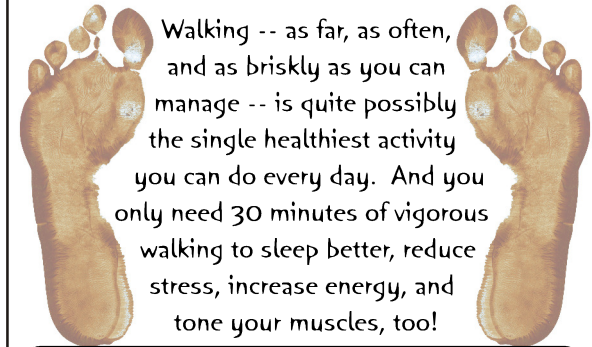 Walking -- as far, as often,
and as briskly as you can
manage -- is quite possibly
the single healthiest activity
you can do every day.  And you
only need 30 minutes of vigorous
walking to sleep better, reduce
stress, increase energy, and
tone your muscles, too!